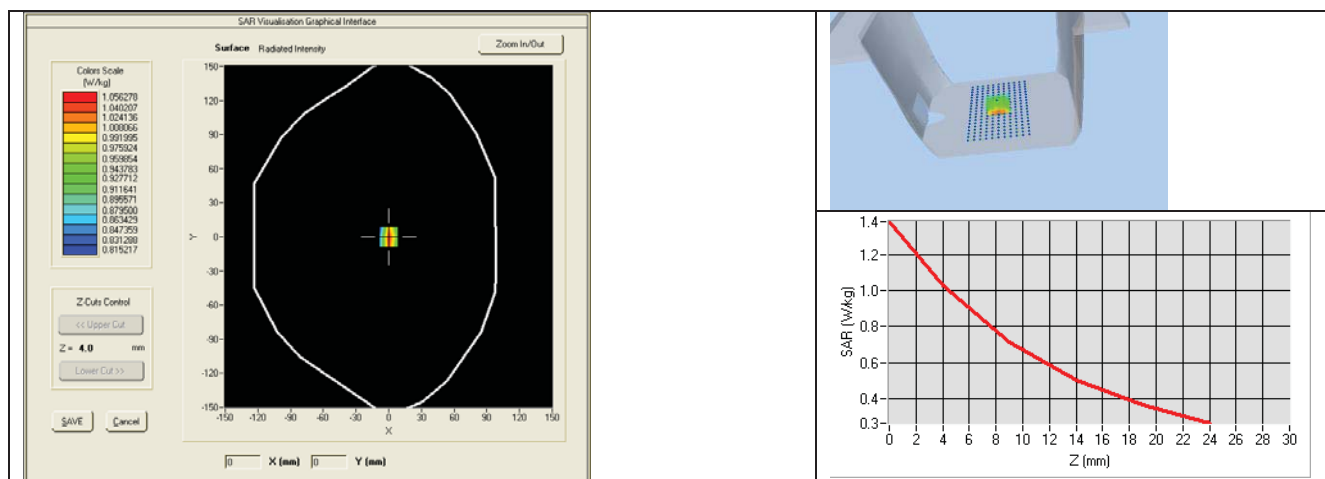 SAR Visualisation Graphical Interface
Surface Radiated Intensity
Zoom In/Out
Colors Scale
(W/kg)
1.056278
1.040207
1.024136
1.008066
0.991995
0.975924
0.959854
0.943783
0.927712
0.911641
0.895571
0.879500
0.863429
0.847359
0.831288
0.815217
Z-Cuts Control
<< Upper Cut
Z = 4.0 mm
Lower Cut >>
SAVE Cancel
150
120
90
60
30
Y 0
-30
-60
-90
-120
-150
-150 -120 -90 -60 -30 0 30 60 90 120 150
X
0 X (mm) 0 Y (mm)
1.4
1.2
1.0
0.8
0.6
0.4
0.3
SAR (W/kg)
0 2 4 6 8 10 12 14 16 18 20 22 24 26 28 30
Z (mm)